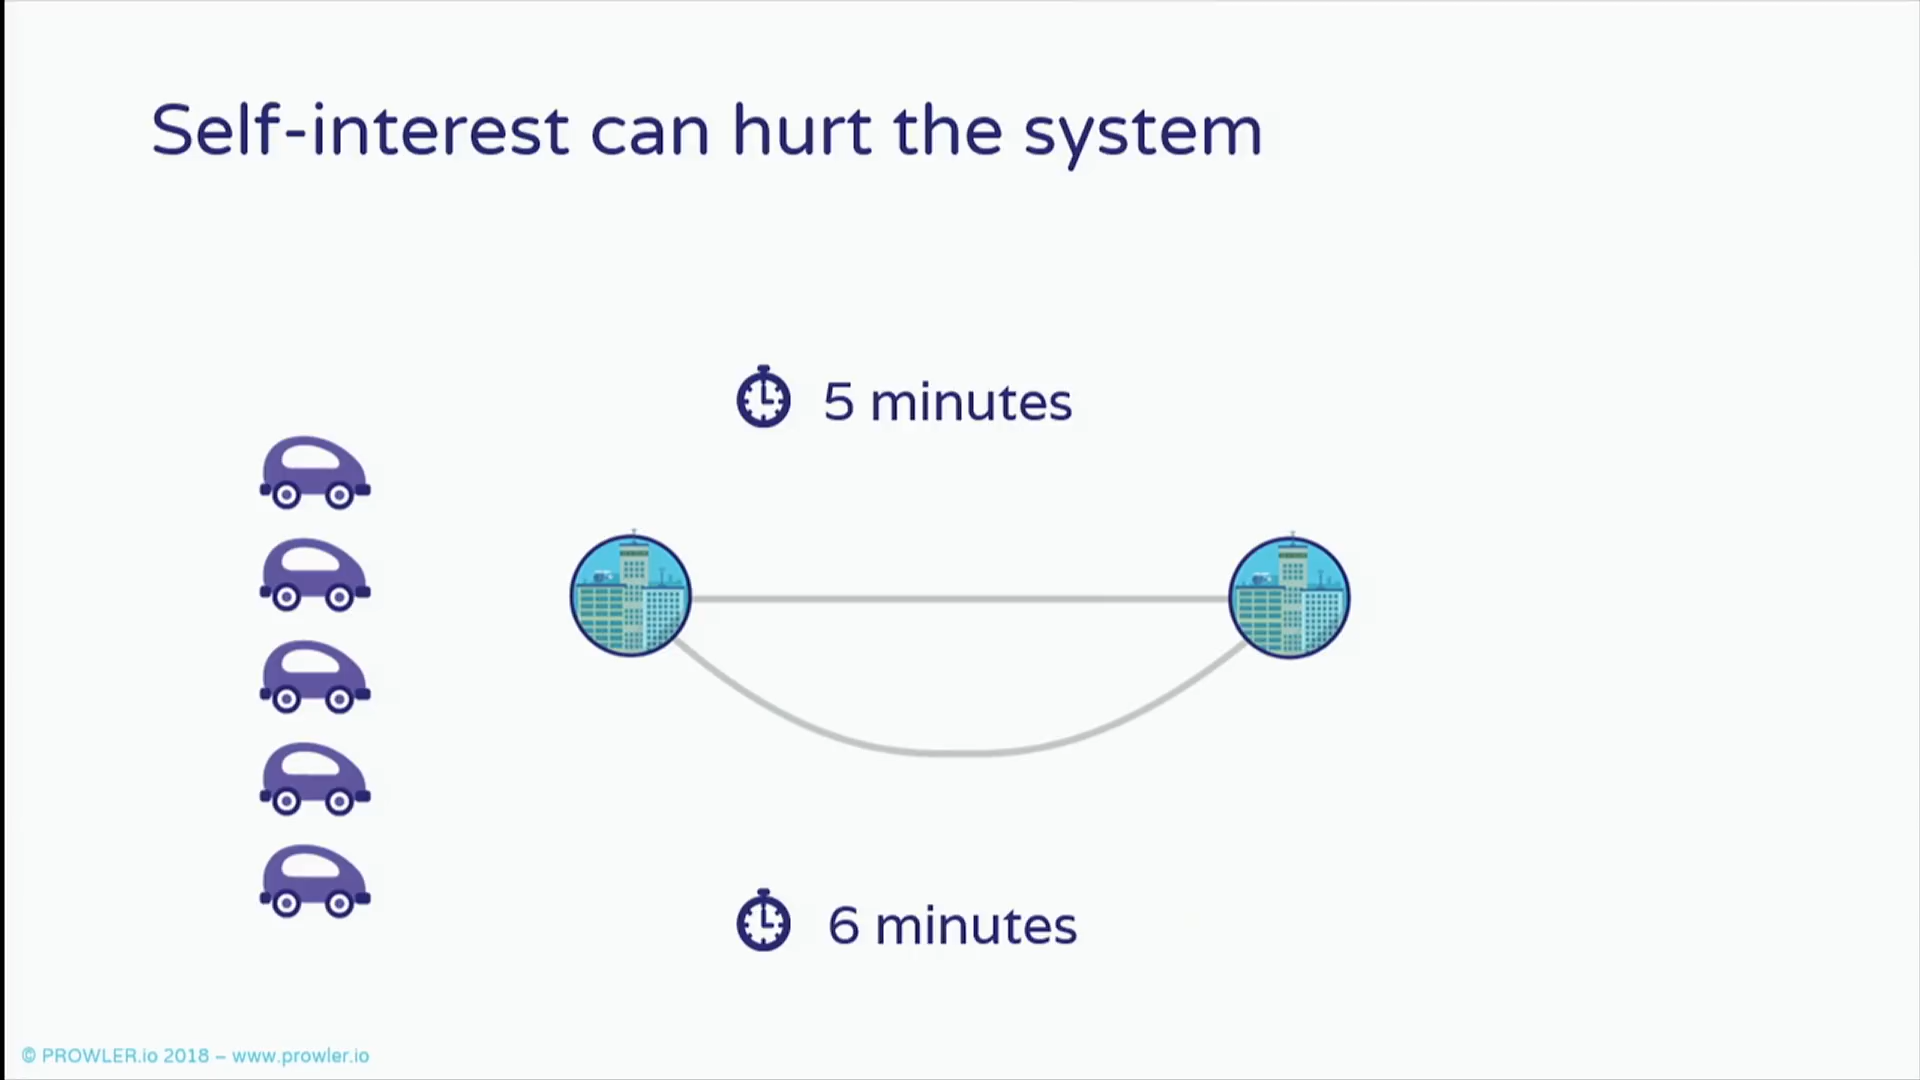 Self-interest can hurt the system
5 minutes
6 minutes
© PROWLER.io 2018 – www.prowler.io